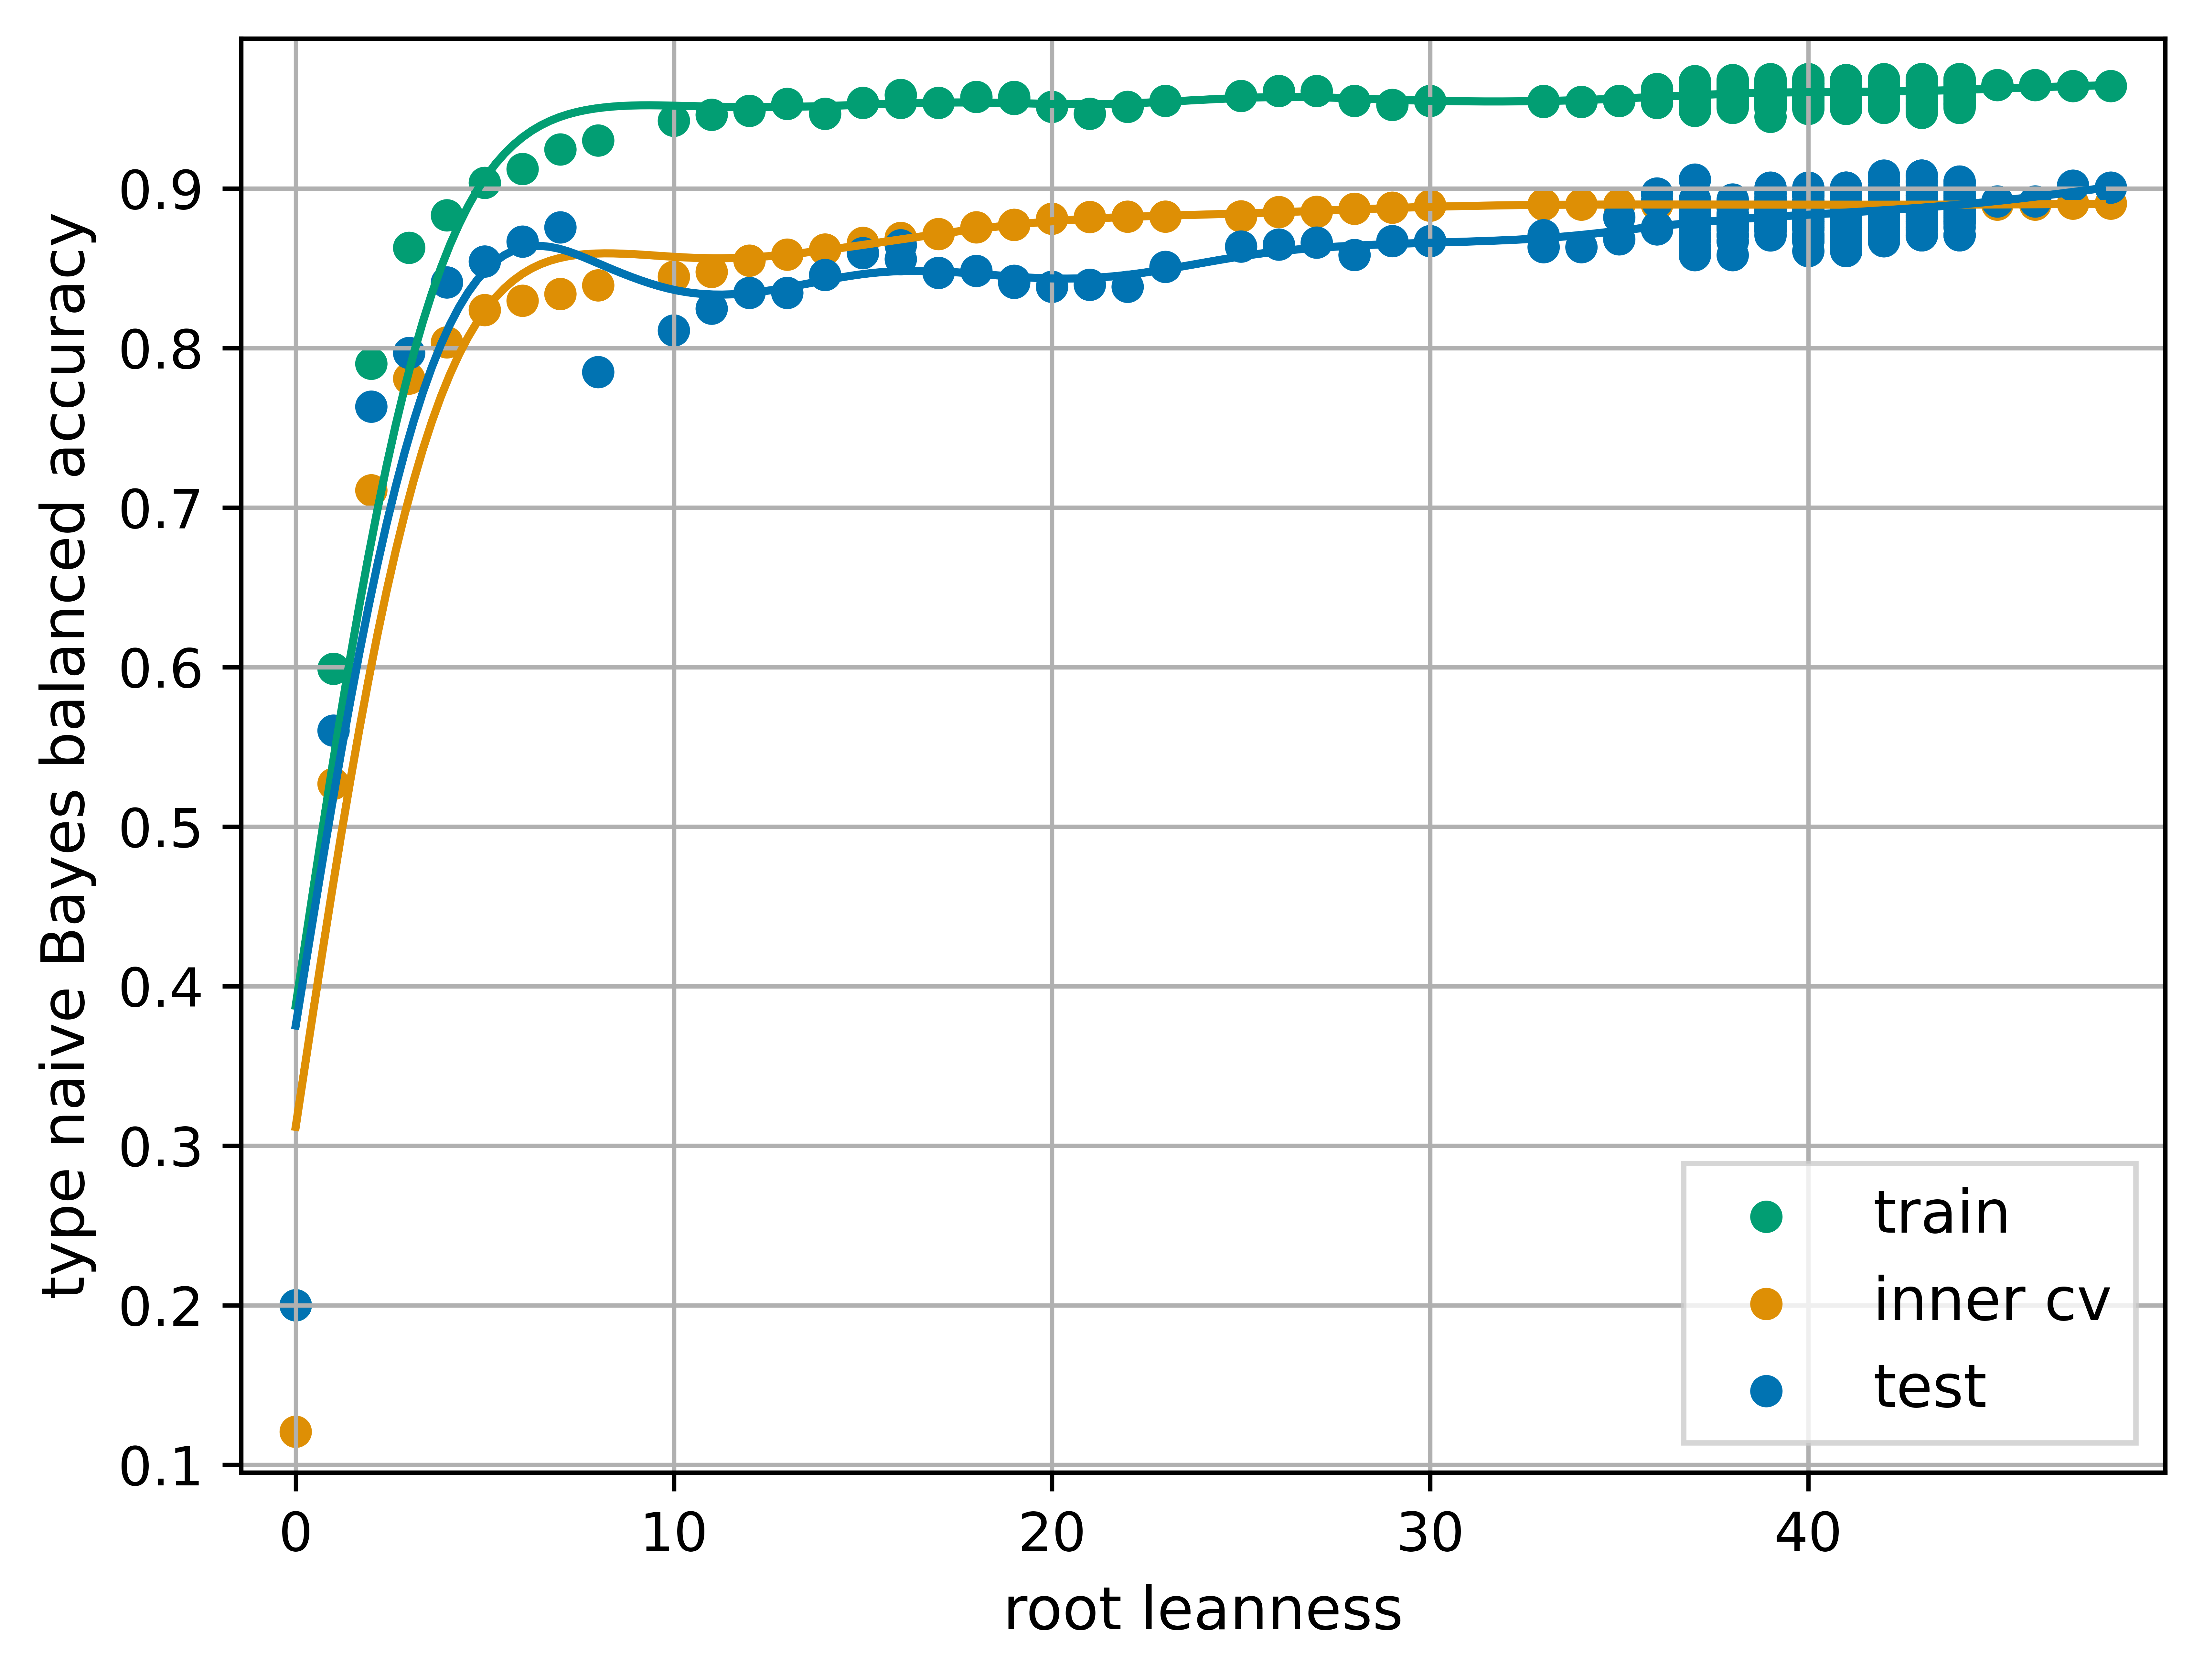 type naive Bayes balanced accuracy
0.9
0.8
0.7
0.6
0.5
0.4
0.3
0.2
0.1
train
inner cv
test
0 10 20 30 40
root leanness